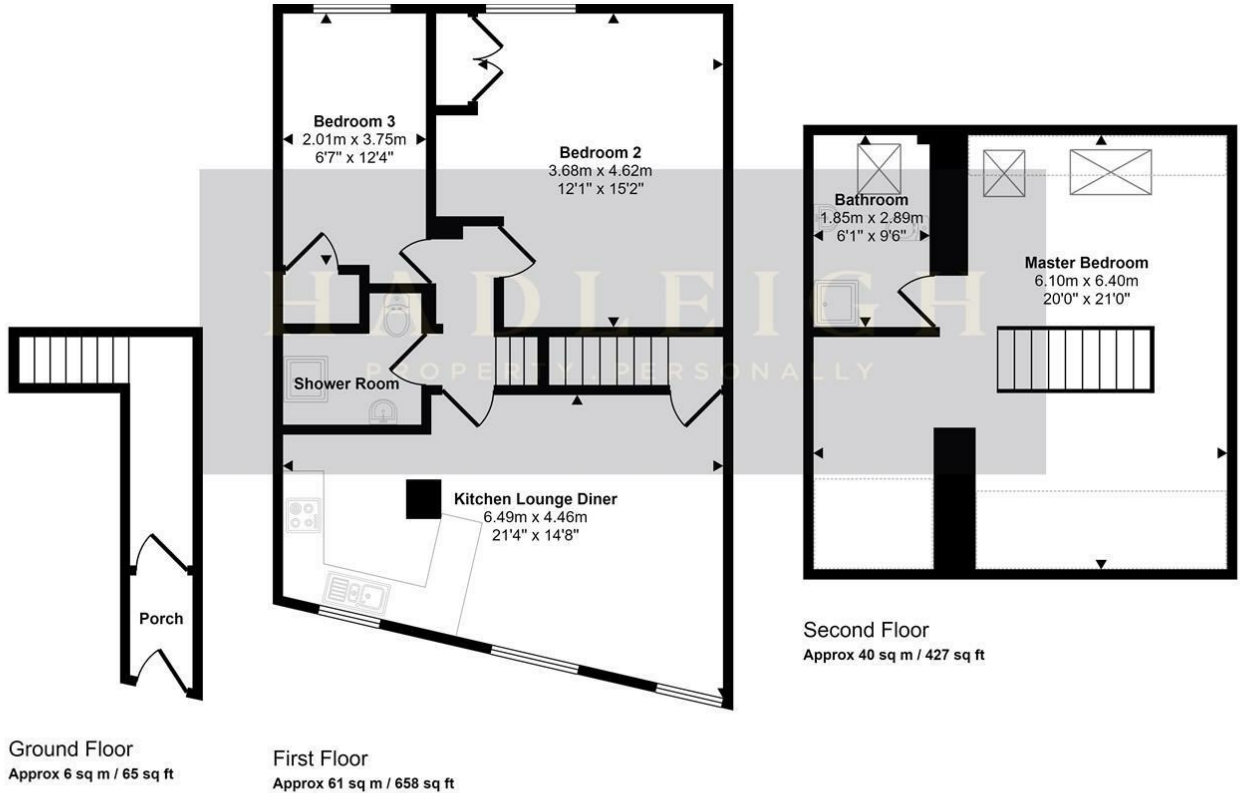 Bedroom 3
2.01m x 3.75m
6'7" x 12'4"
Bedroom 2
3.68m x 4.62m
12'1" x 15'2"
Bathroom
1.85m x 2.89m
6'1" x 9'6"
Master Bedroom
6.10m x 6.40m
20'0" x 21'0"
HADLEIGH
PROPERTY. PERSONALLY
Shower Room
Kitchen Lounge Diner
6.49m x 4.46m
21'4" x 14'8"
Porch
Second Floor
Approx 40 sq m / 427 sq ft
Ground Floor
Approx 6 sq m / 65 sq ft
First Floor
Approx 61 sq m / 658 sq ft